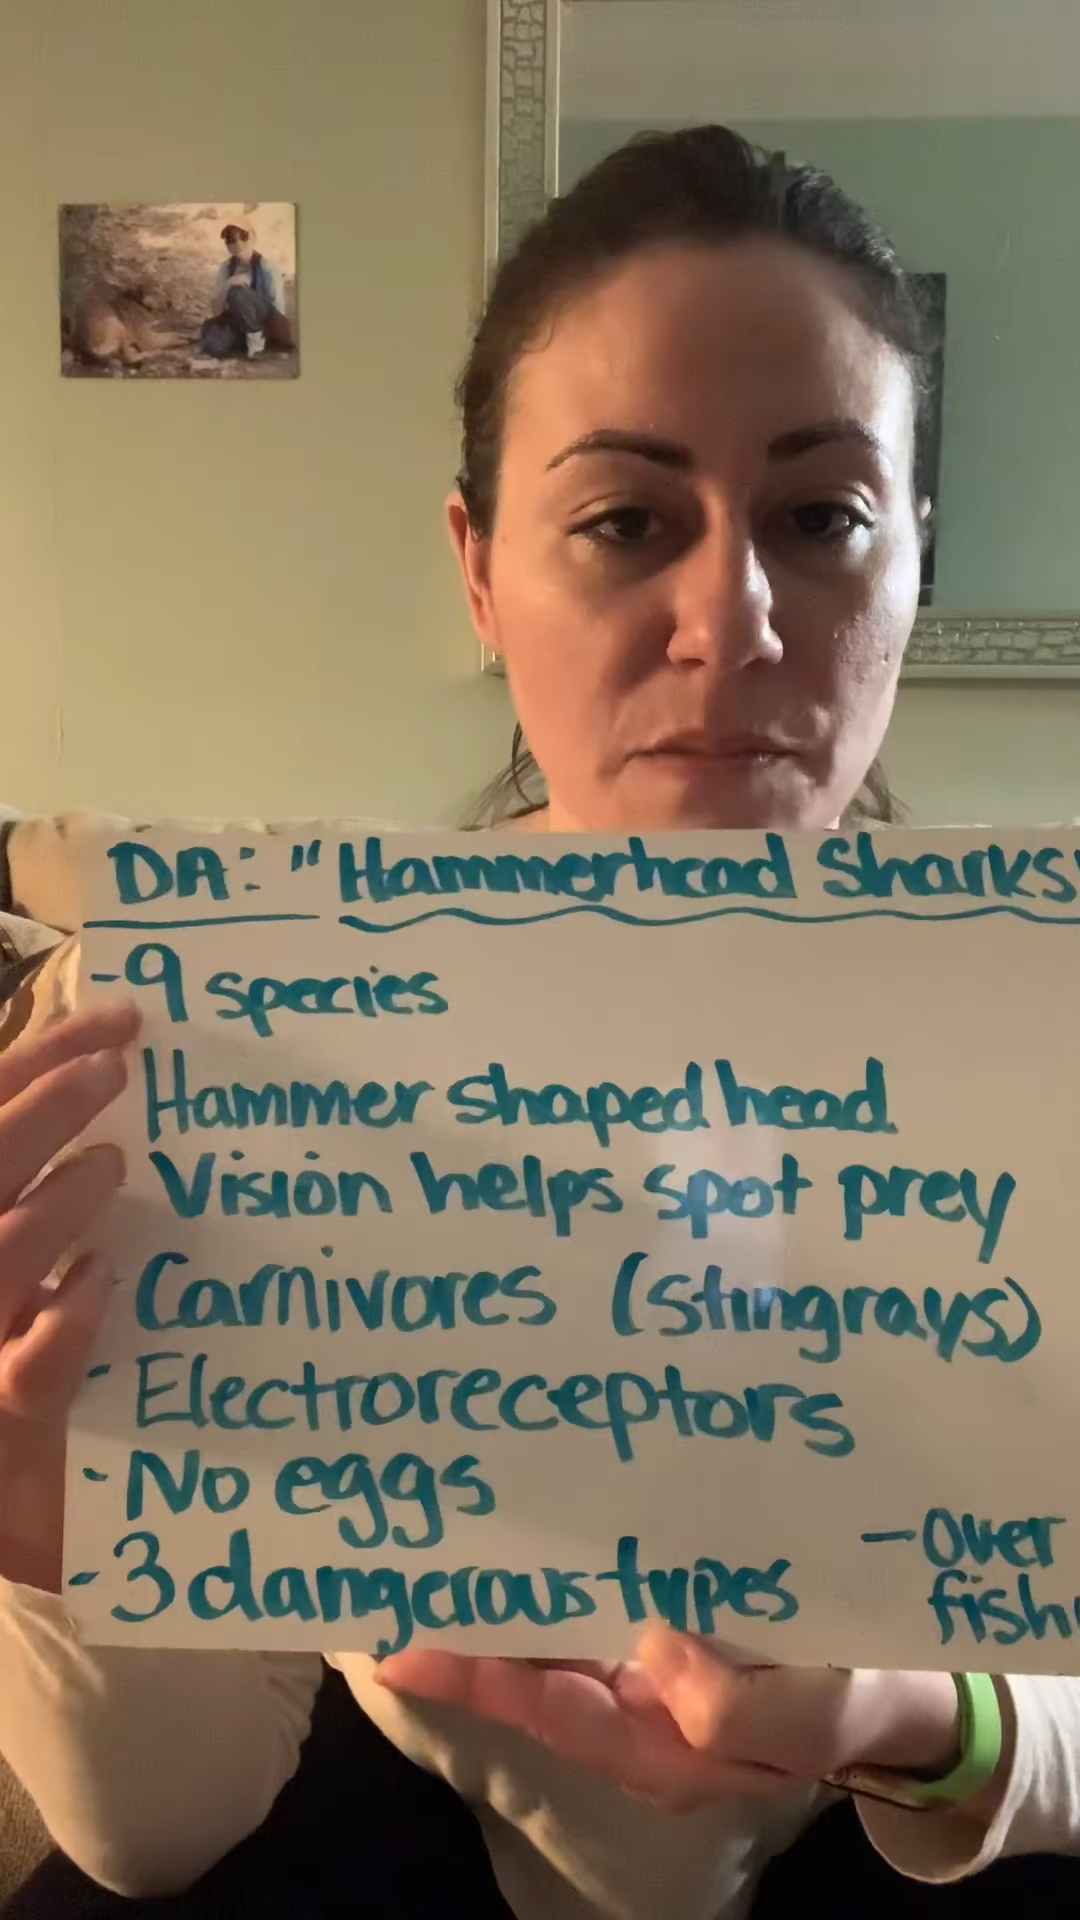 DA: "Hammerhead Sharks"
-9 species
Hammer shaped head
Vision helps spot prey
Carnivores (stingrays)
- Electroreceptors
- No eggs
- 3 dangerous types
- Over
fish